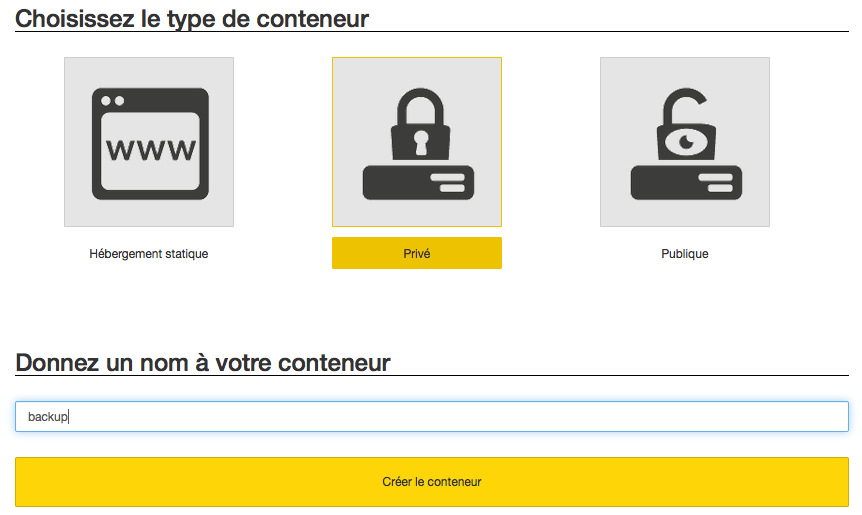 Choisissez le type de conteneur
www
Hébergement statique
Privé
Publique
Donnez un nom à votre conteneur
backup
Créer le conteneur